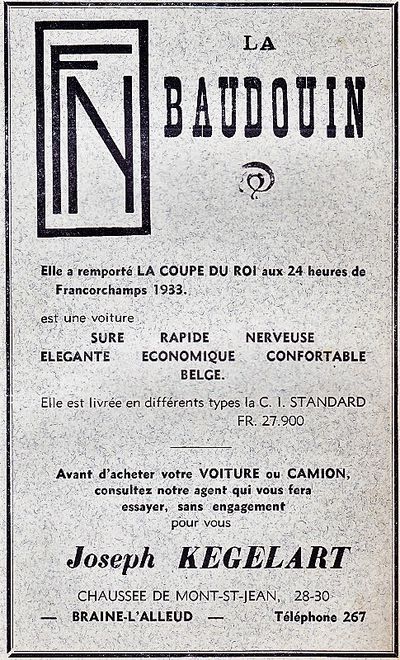 FN
LA
BAUDOUIN
Elle a remporté LA COUPE DU ROI aux 24 heures de
Francorchamps 1933.
est une voiture
SURE RAPIDE NERVEUSE
ELEGANTE ECONOMIQUE CONFORTABLE
BELGE.
Elle est livrée en différents types la C. I. STANDARD
FR. 27.900
Avant d'acheter votre VOITURE ou CAMION,
consultez notre agent qui vous fera
essayer, sans engagement
pour vous
Joseph KEGELART
CHAUSSEE DE MONT-ST-JEAN, 28-30
— BRAINE-L'ALLEUD — Téléphone 267